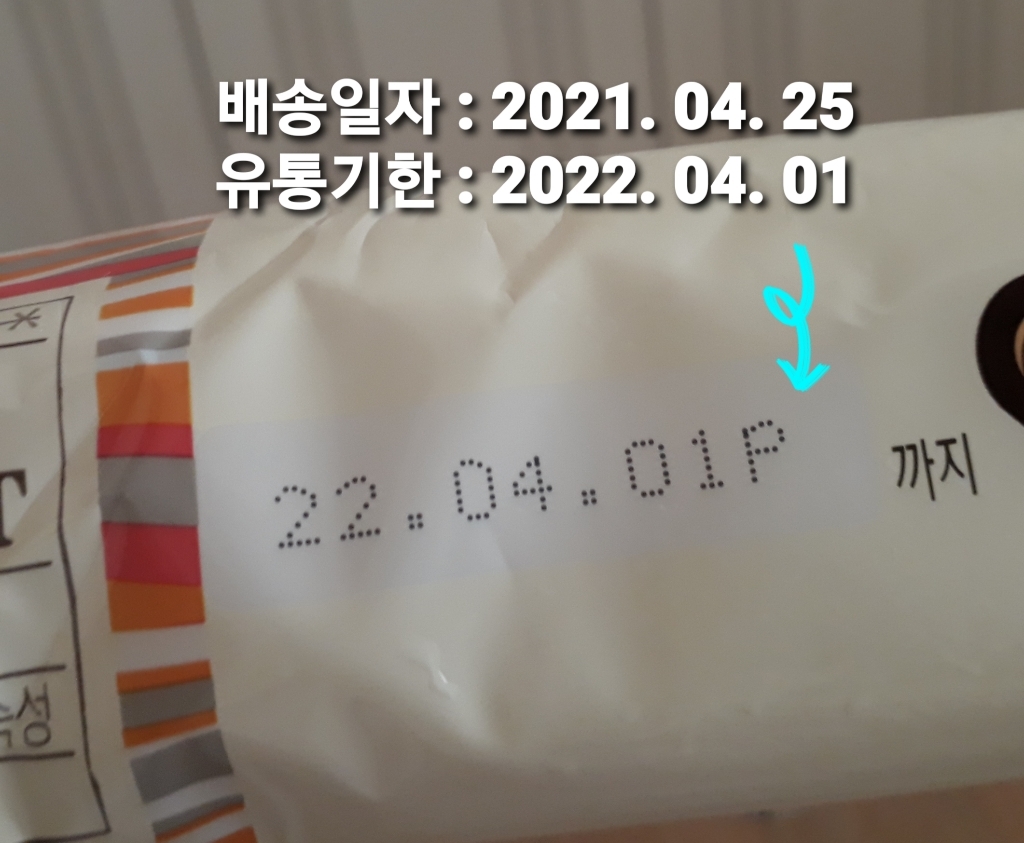 배송일자 : 2021. 04. 25
유통기한 : 2022. 04. 01
22.04.01P 까지
T
성